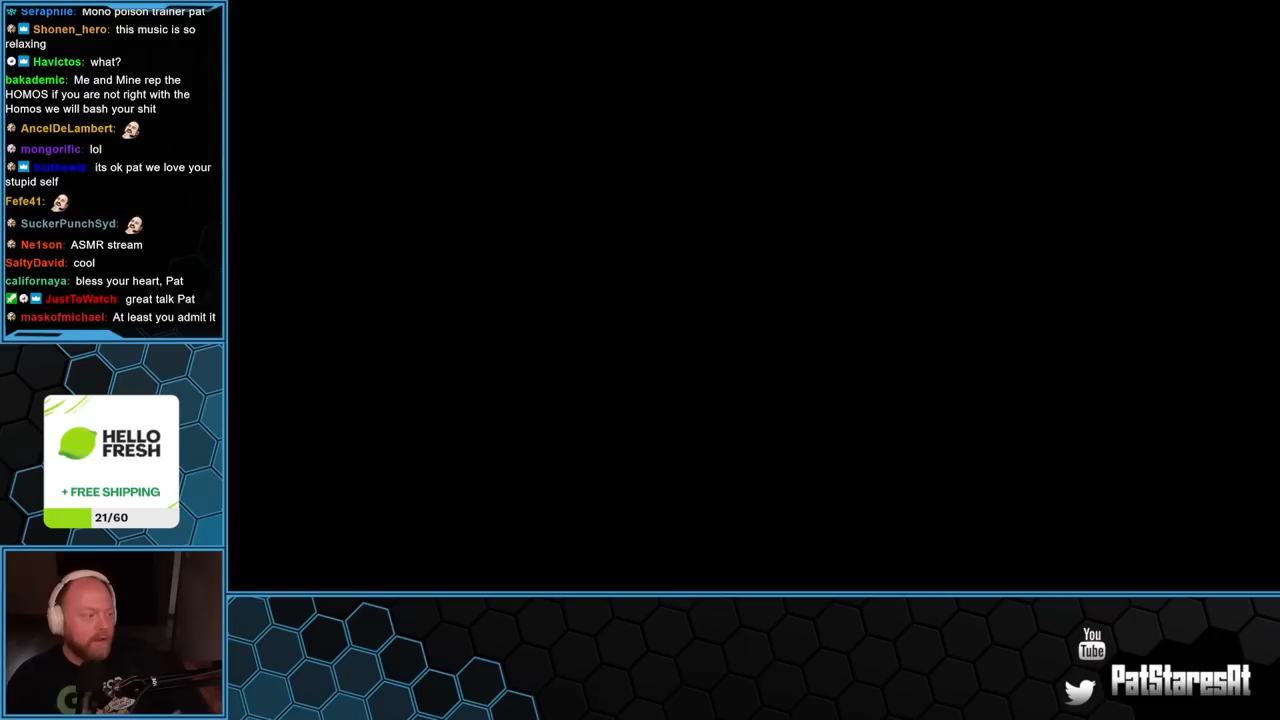 Seraphile: Mono poison trainer pat
Shonen_hero: this music is so
relaxing
Havictos: what?
bakademic: Me and Mine rep the
HOMOS if you are not right with the
Homos we will bash your shit
AncelDeLambert:
mongorific: lol
its ok pat we love your
stupid self
Fefe41:
SuckerPunchSyd:
Ne1son: ASMR stream
SaltyDavid: cool
californaya: bless your heart, Pat
JustToWatch: great talk Pat
maskofmichael: At least you admit it
HELLO
FRESH
+ FREE SHIPPING
21/60
You
Tube
PatStaresAt